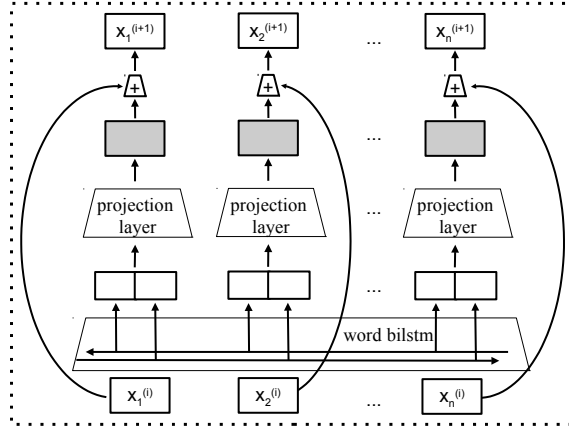 x₁⁽ⁱ⁺¹⁾ x₂⁽ⁱ⁺¹⁾ ... xₙ⁽ⁱ⁺¹⁾
+ + +
...
projection layer projection layer ... projection layer
...
word bilstm
x₁⁽ⁱ⁾ x₂⁽ⁱ⁾ ... xₙ⁽ⁱ⁾